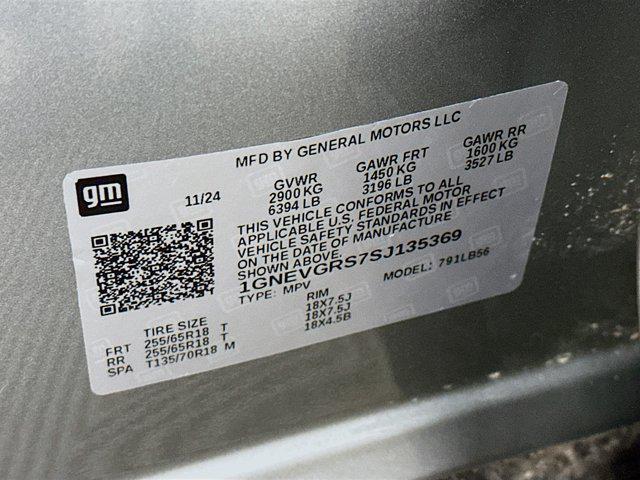 MFD BY GENERAL MOTORS LLC
gm
11/24
GVWR GAWR FRT GAWR RR
2900 KG 1450 KG 1600 KG
6394 LB 3196 LB 3527 LB
THIS VEHICLE CONFORMS TO ALL
APPLICABLE U.S. FEDERAL MOTOR
VEHICLE SAFETY STANDARDS IN EFFECT
ON THE DATE OF MANUFACTURE
SHOWN ABOVE.
1GNEVGRS7SJ135369
TYPE: MPV MODEL: 791LB56
TIRE SIZE RIM
FRT 255/65R18 T 18X7.5J
RR 255/65R18 T 18X7.5J
SPA T135/70R18 M 18X4.5B